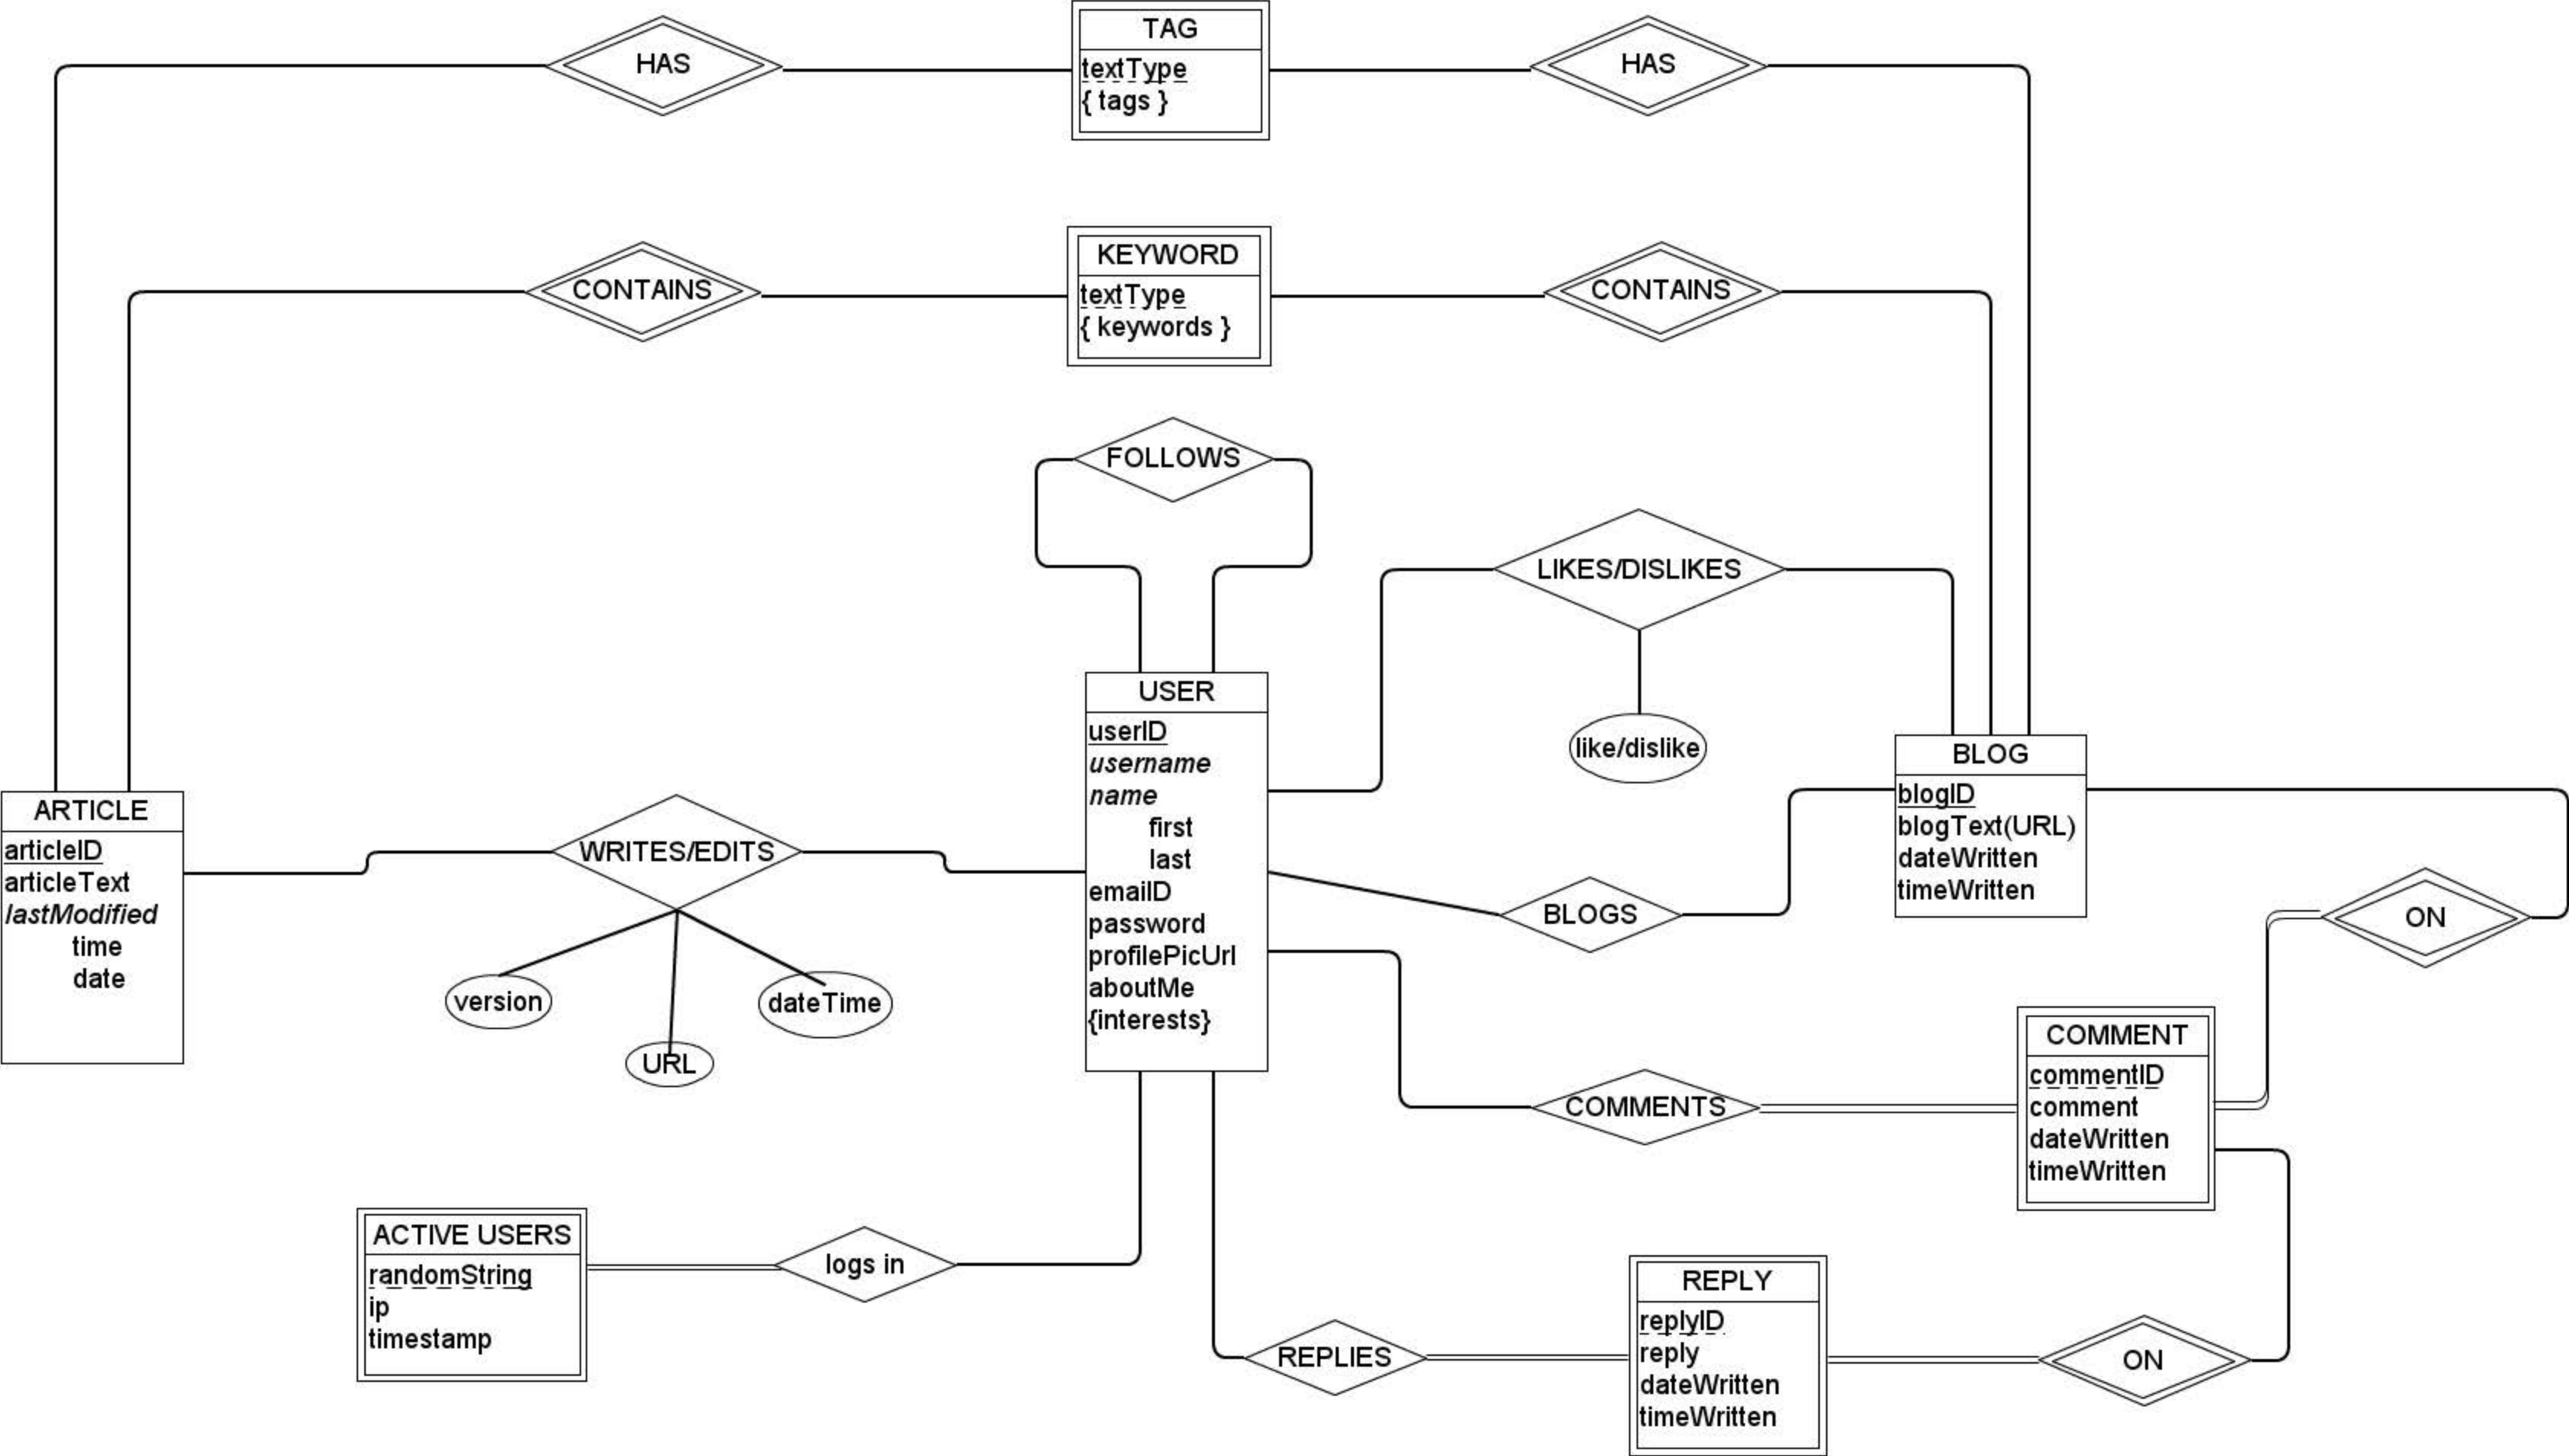 HAS
TAG
textType
{ tags }
HAS
CONTAINS
KEYWORD
textType
{ keywords }
CONTAINS
FOLLOWS
LIKES/DISLIKES
like/dislike
USER
userID
username
name
first
last
emailID
password
profilePicUrl
aboutMe
{interests}
BLOG
blogID
blogText(URL)
dateWritten
timeWritten
ARTICLE
articleID
articleText
lastModified
time
date
WRITES/EDITS
version
URL
dateTime
BLOGS
ON
COMMENTS
COMMENT
commentID
comment
dateWritten
timeWritten
ACTIVE USERS
randomString
ip
timestamp
logs in
REPLIES
REPLY
replyID
reply
dateWritten
timeWritten
ON